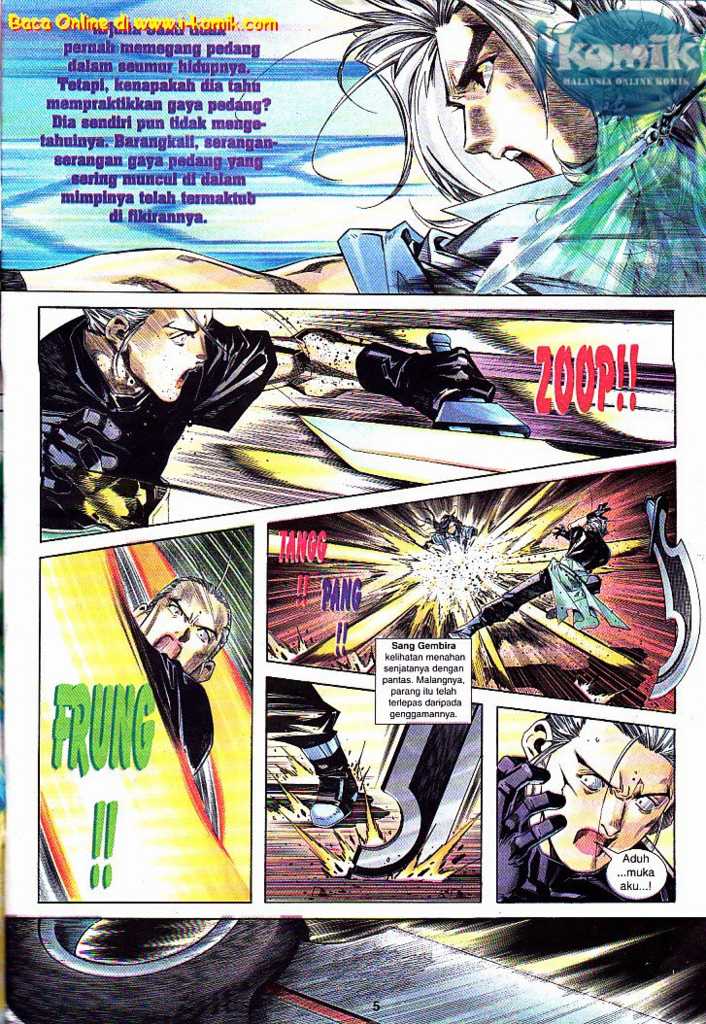 Baca Online di www.i-komik.com
pernah memegang pedang
dalam seumur hidupnya.
Tetapi, kenapakah dia tahu
mempraktikkan gaya pedang?
Dia sendiri pun tidak menge-
tahuinya. Barangkali, serangan-
serangan gaya pedang yang
sering muncul di dalam
mimpinya telah termaktub
di fikirannya.
komik
MALAYSIA ONLINE KOMIK
ZOOP!!
TANGG
!!
PANG
!!
Sang Gembira
kelihatan menahan
senjatanya dengan
pantas. Malangnya,
parang itu telah
terlepas daripada
genggamannya.
FRUNG
!!
Aduh
...muka
aku...!
5